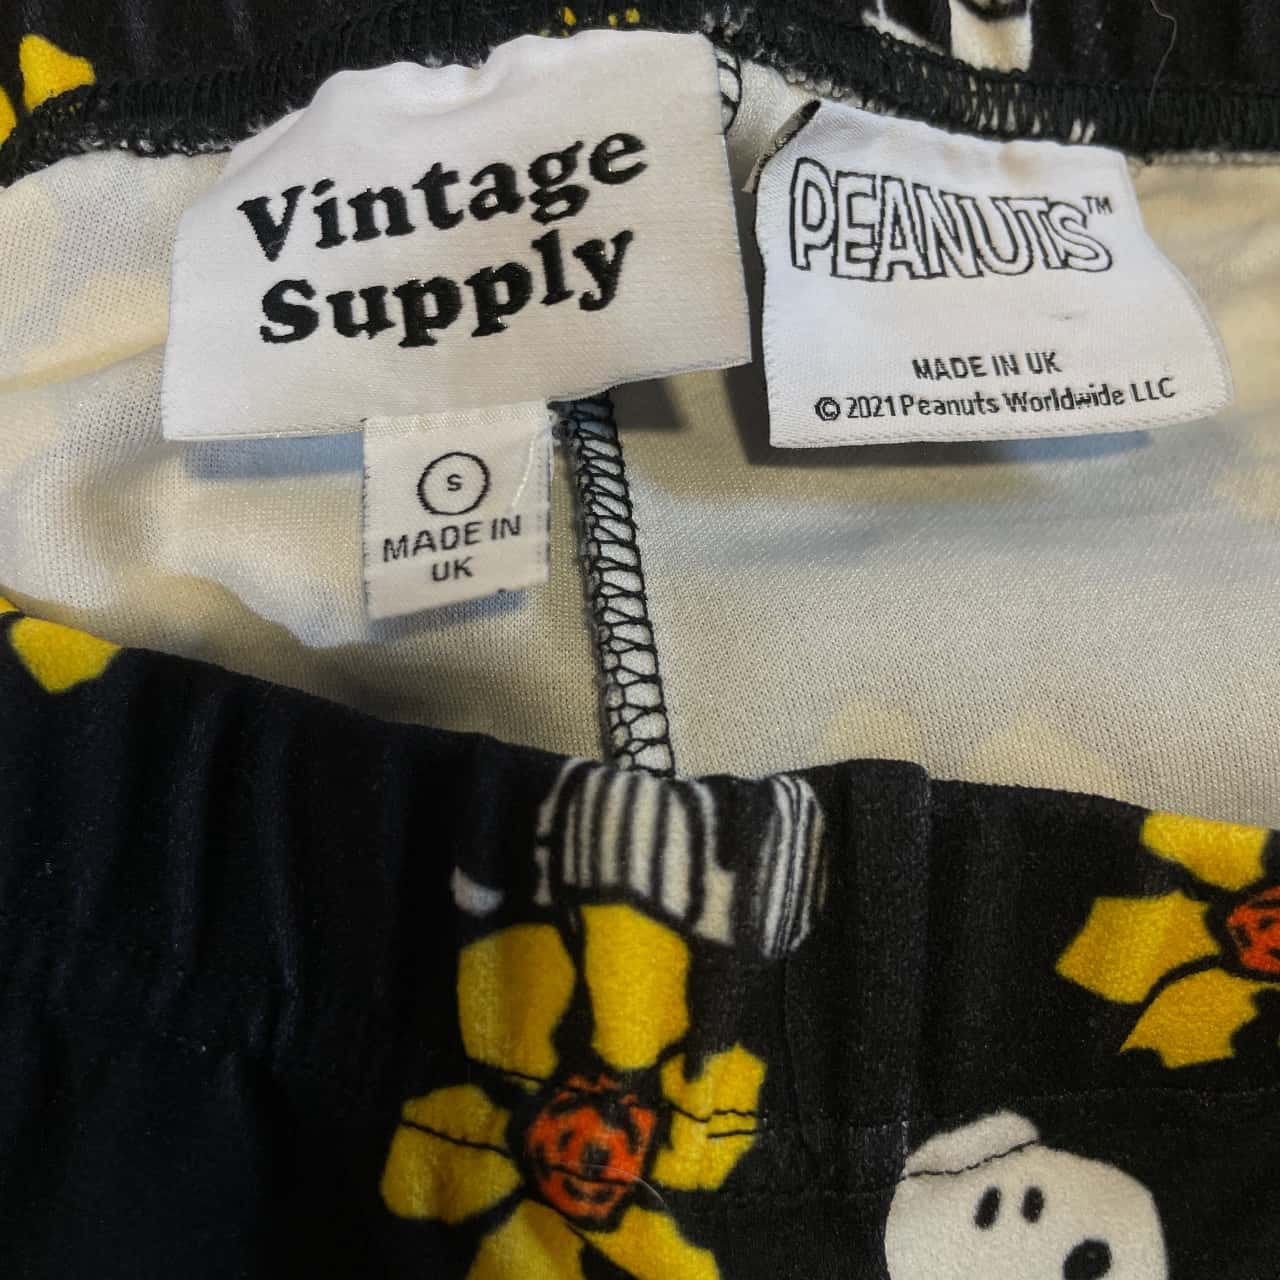 Vintage
Supply
PEANUTS™
MADE IN UK
© 2021 Peanuts Worldwide LLC
S
MADE IN
UK